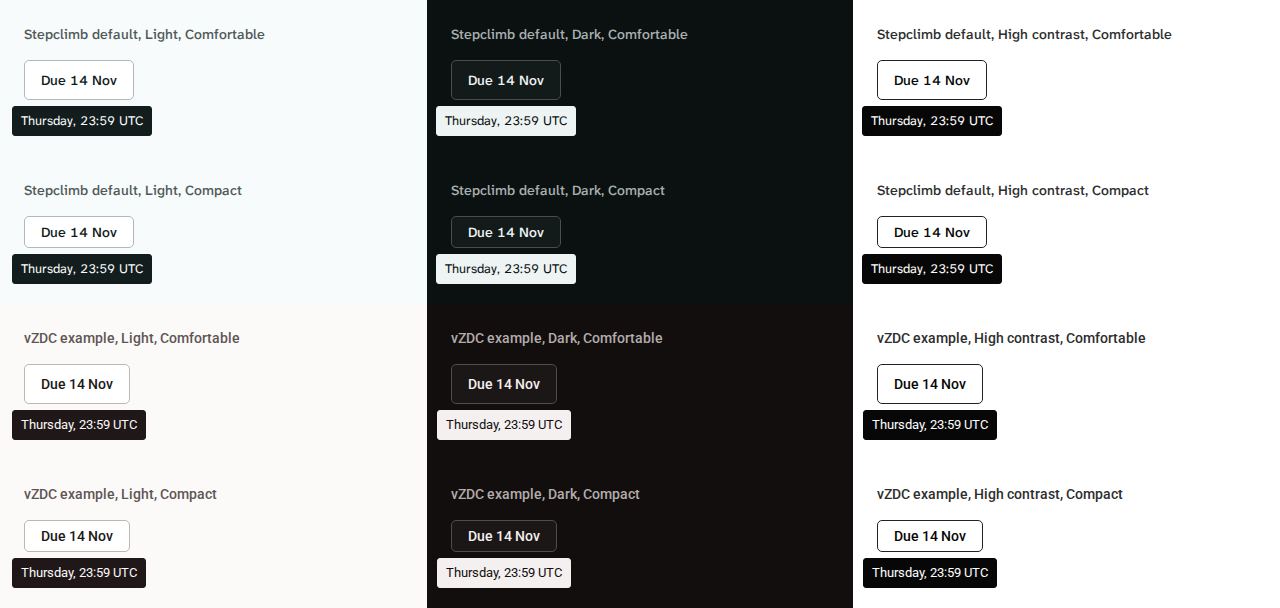 Stepclimb default, Light, Comfortable
Due 14 Nov
Thursday, 23:59 UTC
Stepclimb default, Dark, Comfortable
Due 14 Nov
Thursday, 23:59 UTC
Stepclimb default, High contrast, Comfortable
Due 14 Nov
Thursday, 23:59 UTC
Stepclimb default, Light, Compact
Due 14 Nov
Thursday, 23:59 UTC
Stepclimb default, Dark, Compact
Due 14 Nov
Thursday, 23:59 UTC
Stepclimb default, High contrast, Compact
Due 14 Nov
Thursday, 23:59 UTC
vZDC example, Light, Comfortable
Due 14 Nov
Thursday, 23:59 UTC
vZDC example, Dark, Comfortable
Due 14 Nov
Thursday, 23:59 UTC
vZDC example, High contrast, Comfortable
Due 14 Nov
Thursday, 23:59 UTC
vZDC example, Light, Compact
Due 14 Nov
Thursday, 23:59 UTC
vZDC example, Dark, Compact
Due 14 Nov
Thursday, 23:59 UTC
vZDC example, High contrast, Compact
Due 14 Nov
Thursday, 23:59 UTC